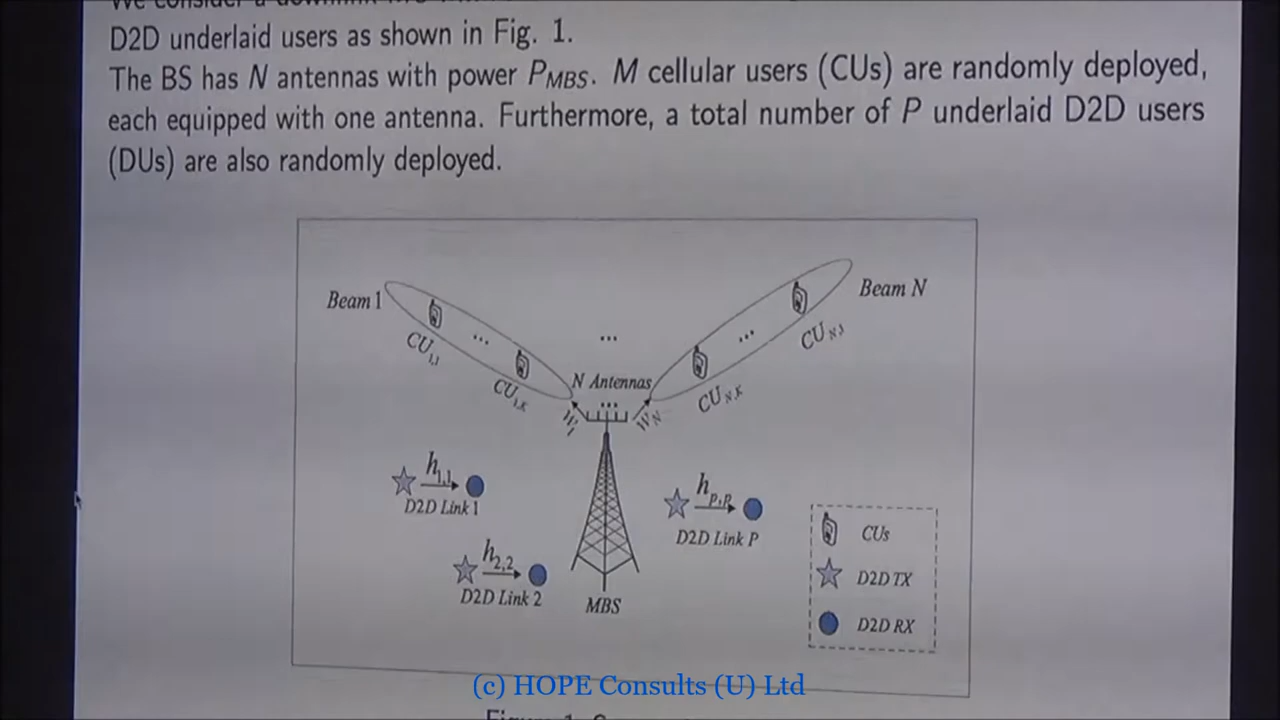 D2D underlaid users as shown in Fig. 1.
The BS has N antennas with power P_MBS. M cellular users (CUs) are randomly deployed,
each equipped with one antenna. Furthermore, a total number of P underlaid D2D users
(DUs) are also randomly deployed.
Beam 1
Beam N
CU1,1
...
CU1,K
...
N Antennas
...
CUN,K
...
CUN,1
W1
WN
h1,1
D2D Link 1
hP,P
D2D Link P
h2,2
D2D Link 2
MBS
CUs
D2D TX
D2D RX
(c) HOPE Consults (U) Ltd